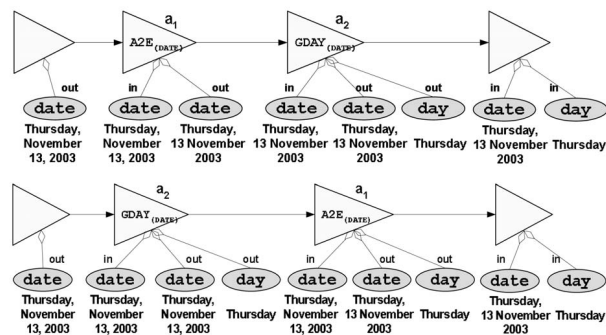 a1 a2
A2E(DATE) GDAY(DATE)
out in out in out out in in
date date date date date day date day
Thursday, Thursday, Thursday, Thursday, Thursday, Thursday Thursday, Thursday
November November 13 November 13 November 13 November 13 November
13, 2003 13, 2003 2003 2003 2003 2003
a2 a1
GDAY(DATE) A2E(DATE)
out in out out in out out in in
date date date day date date day date day
Thursday, Thursday, Thursday, Thursday Thursday, Thursday, Thursday Thursday, Thursday
November November November November 13 November 13 November
13, 2003 13, 2003 13, 2003 13, 2003 2003 2003